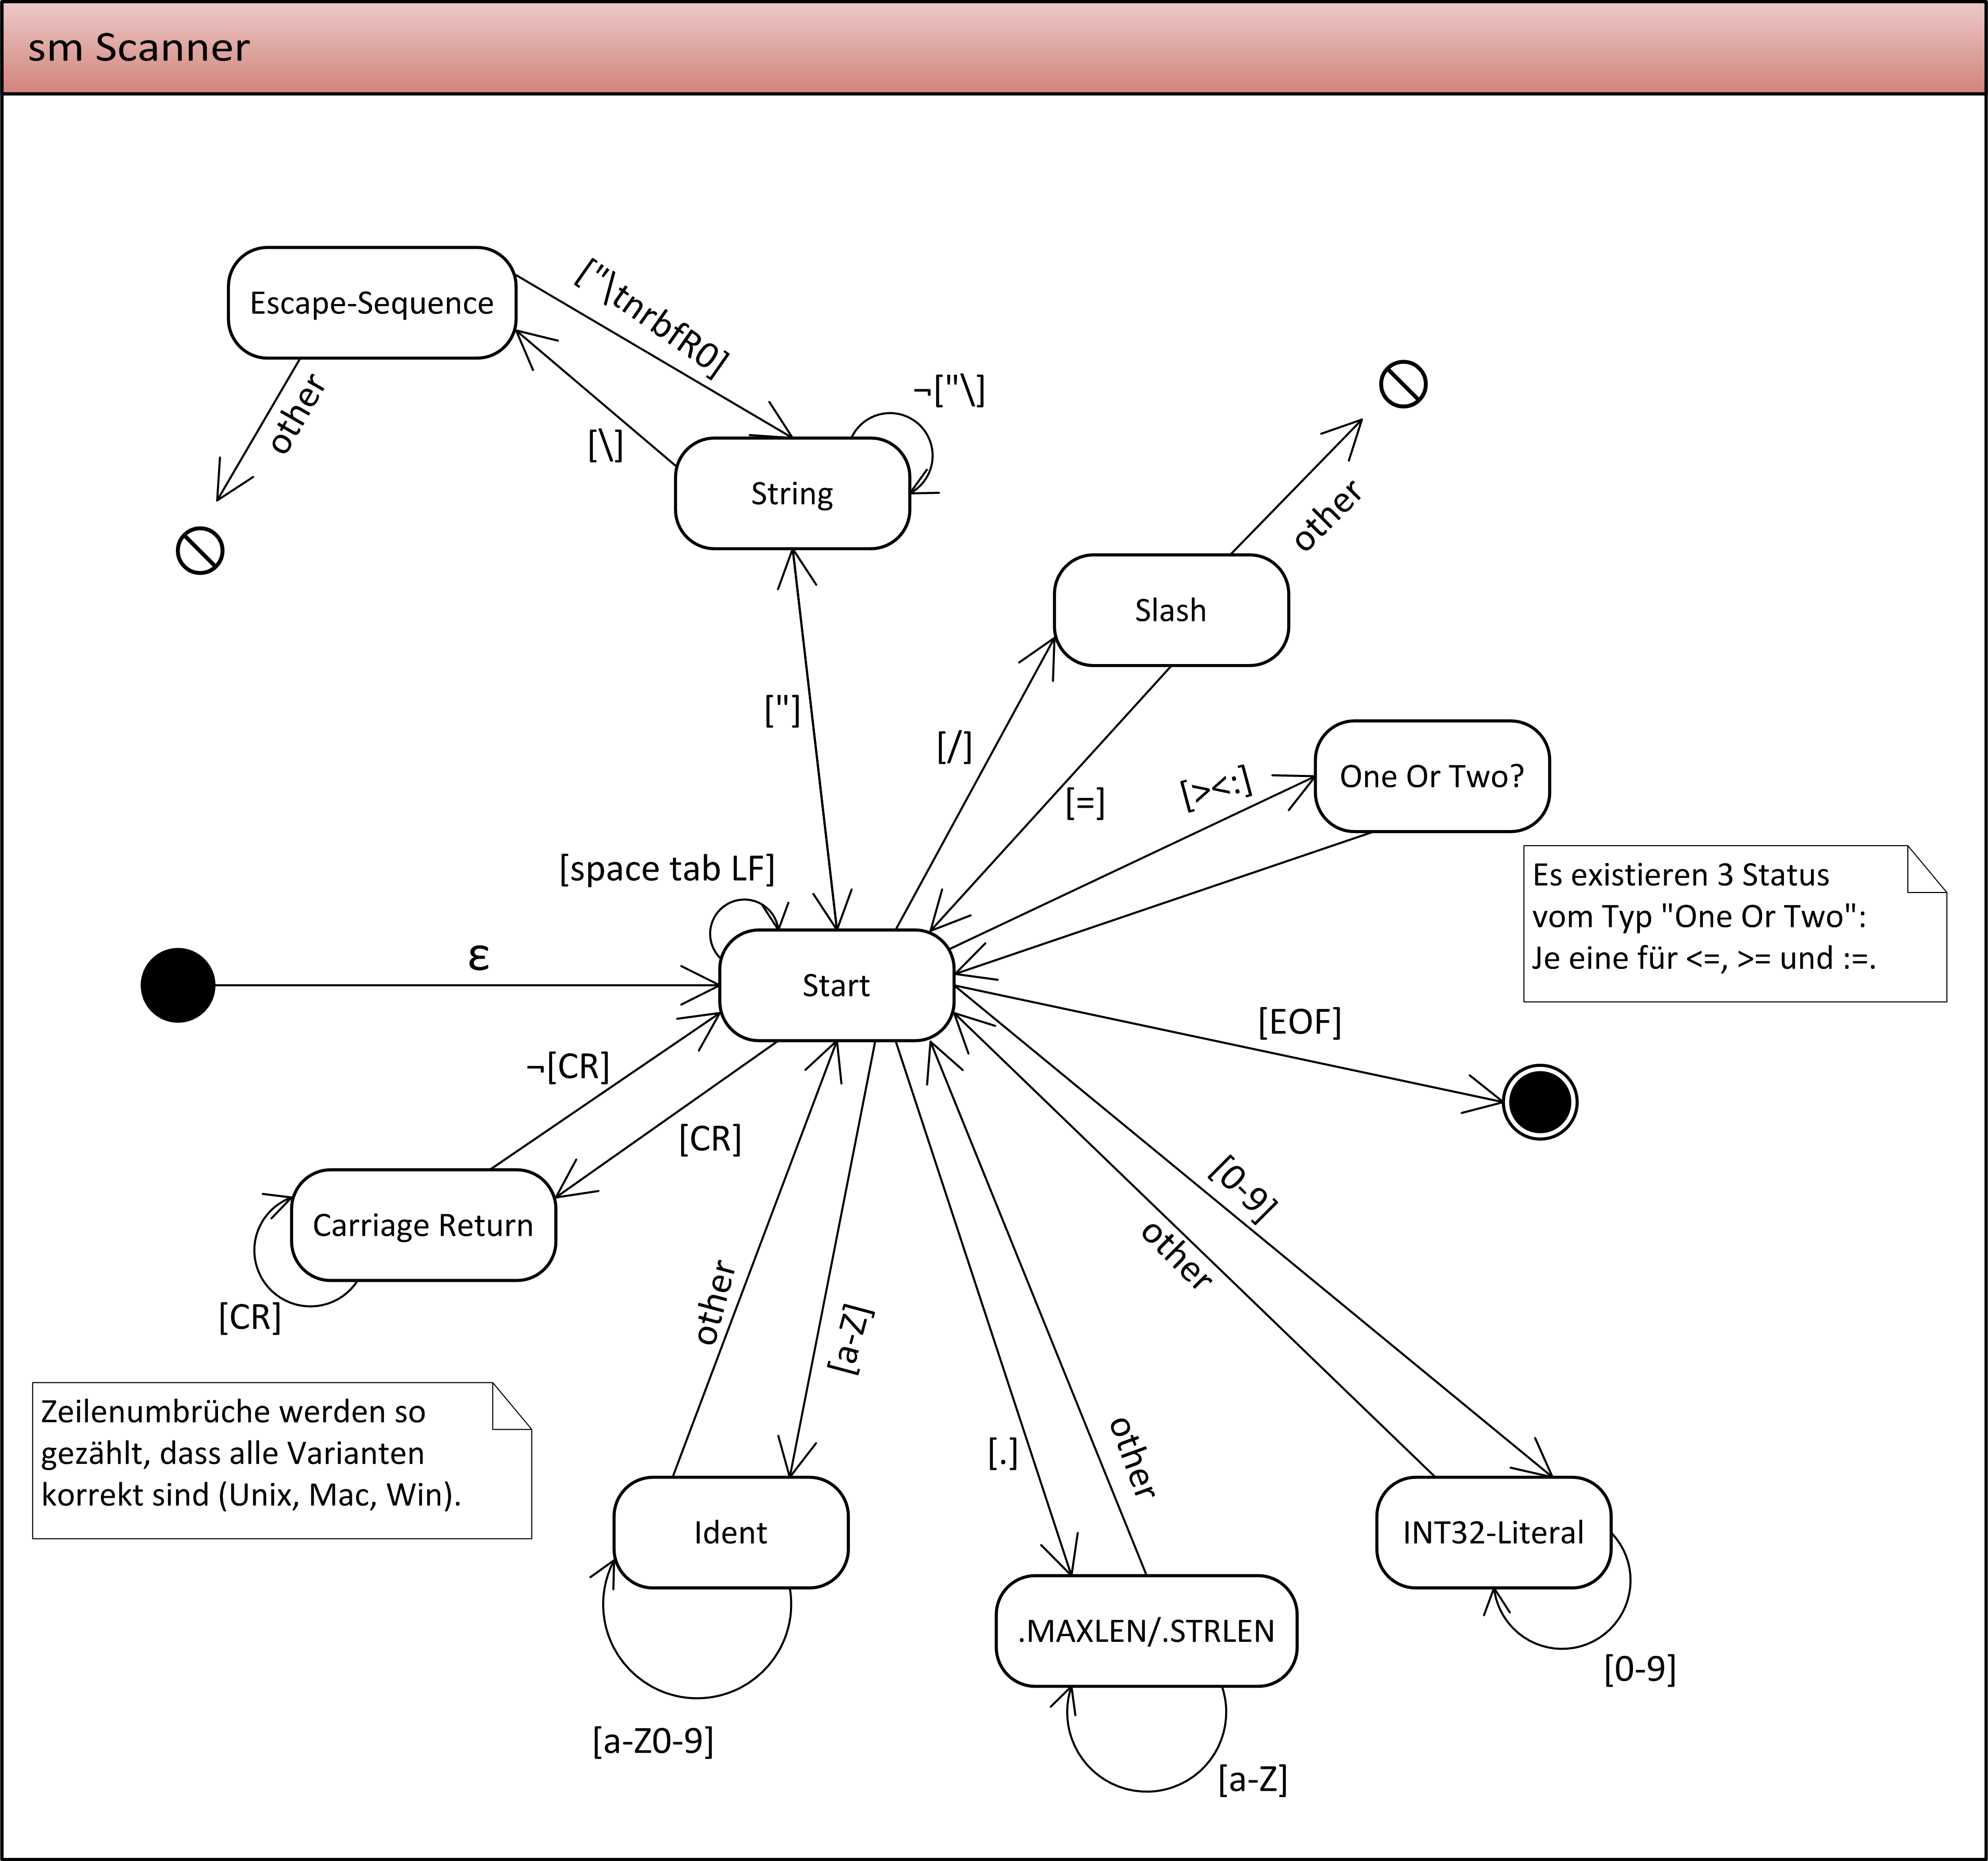 sm Scanner
Escape-Sequence
["\tnrbfR0]
other
[\]
¬["\]
String
other
Slash
["]
[/]
[=]
[><:]
One Or Two?
Es existieren 3 Status
vom Typ "One Or Two":
Je eine für <=, >= und :=.
[space tab LF]
ε
Start
[EOF]
¬[CR]
[CR]
Carriage Return
[CR]
other
[a-Z]
[.]
other
other
[0-9]
Zeilenumbrüche werden so
gezählt, dass alle Varianten
korrekt sind (Unix, Mac, Win).
Ident
[a-Z0-9]
.MAXLEN/.STRLEN
[a-Z]
INT32-Literal
[0-9]